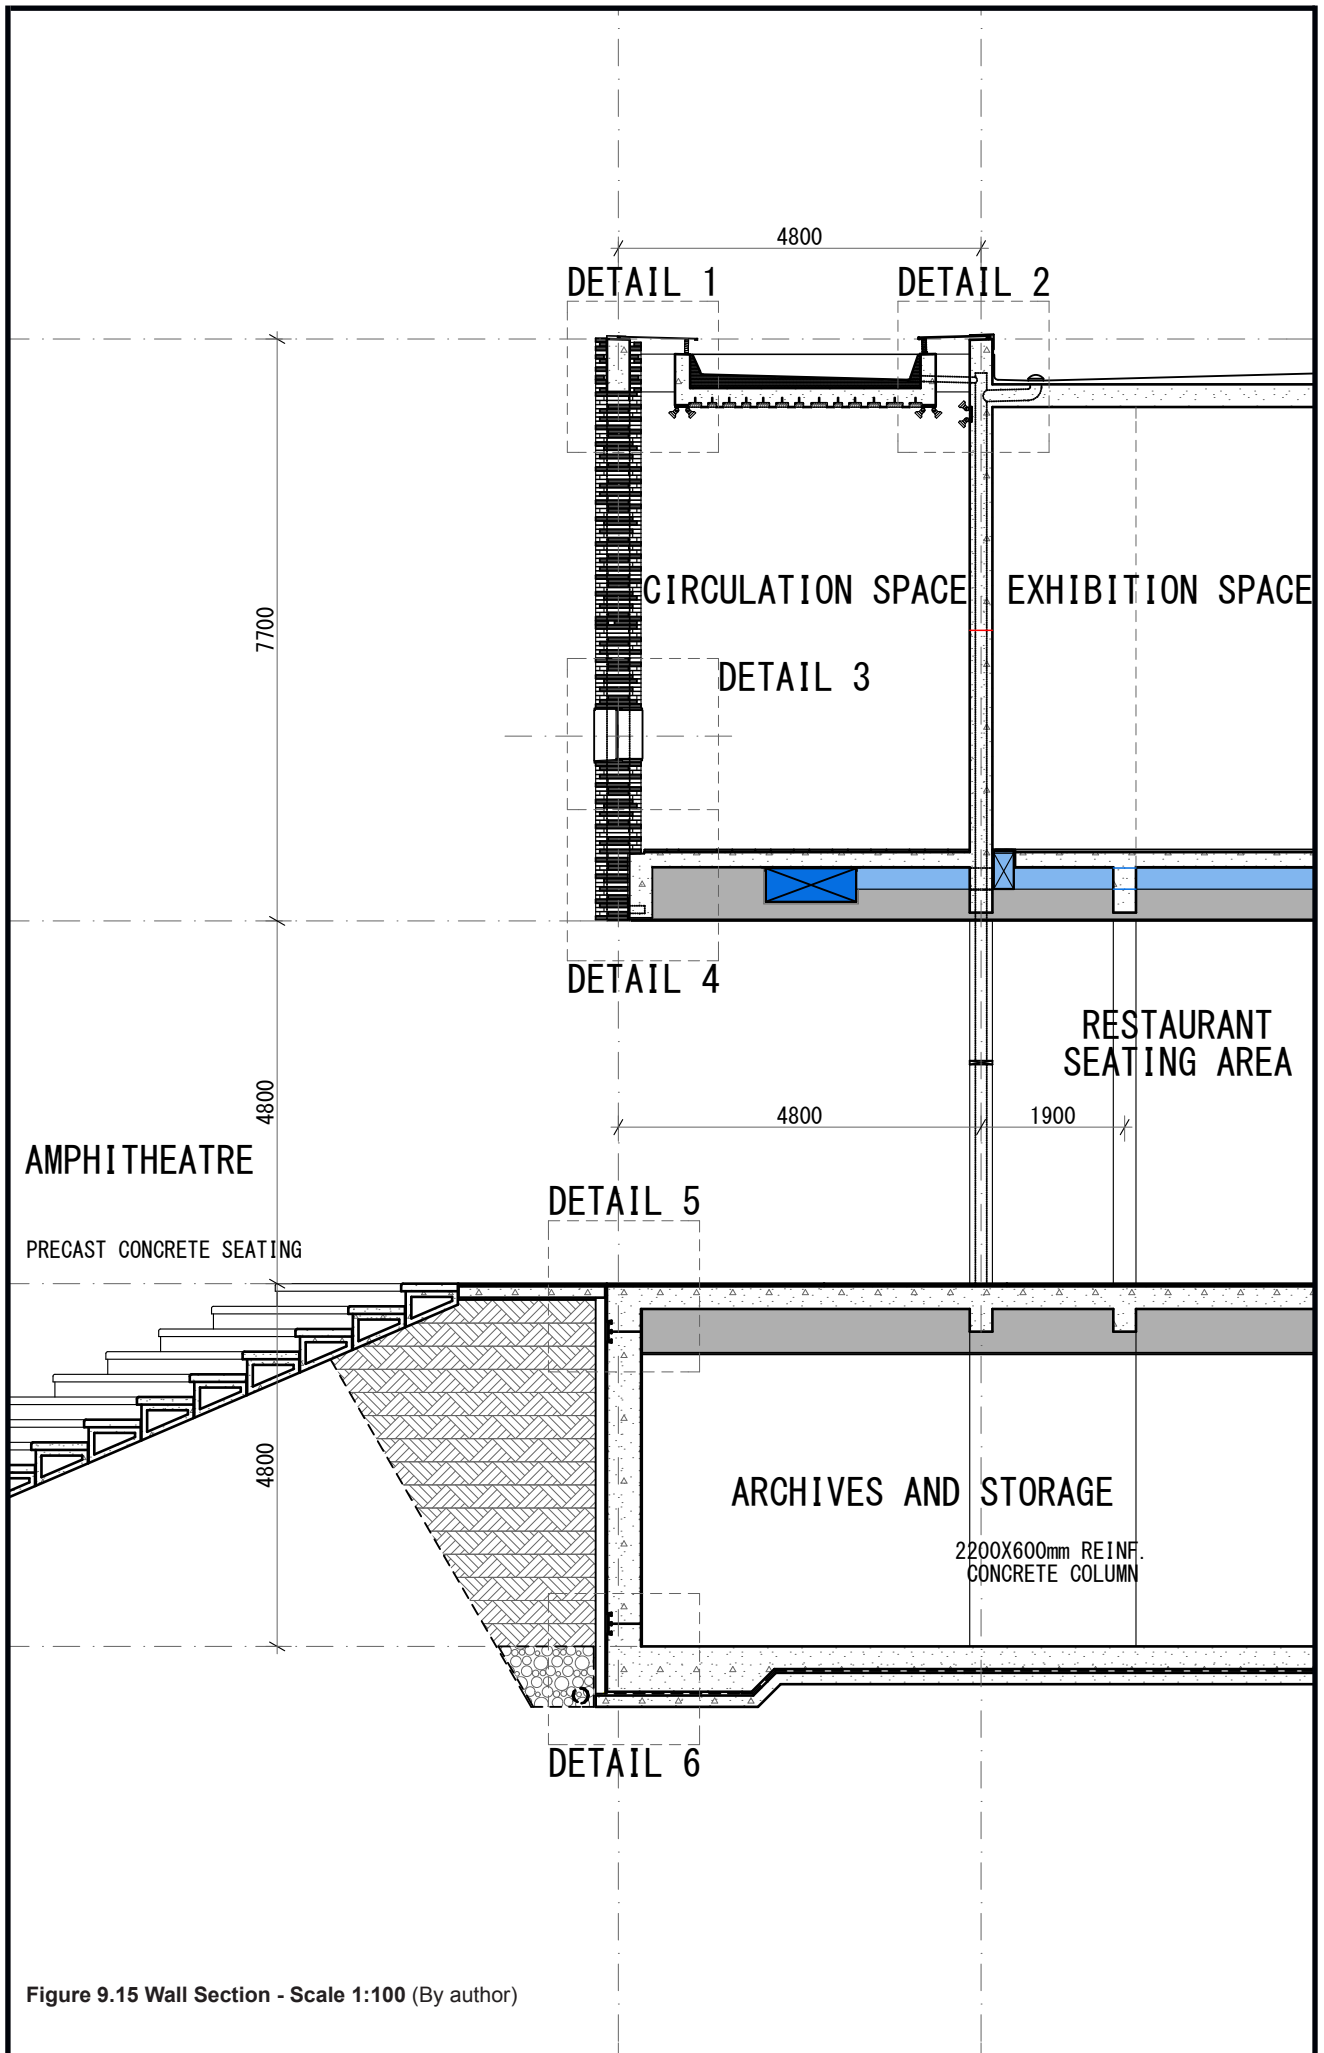 4800
DETAIL 1
DETAIL 2
CIRCULATION SPACE
EXHIBITION SPACE
7700
DETAIL 3
DETAIL 4
RESTAURANT
SEATING AREA
4800
4800
1900
AMPHITHEATRE
DETAIL 5
PRECAST CONCRETE SEATING
4800
ARCHIVES AND STORAGE
2200X600mm REINF.
CONCRETE COLUMN
DETAIL 6
Figure 9.15 Wall Section - Scale 1:100 (By author)